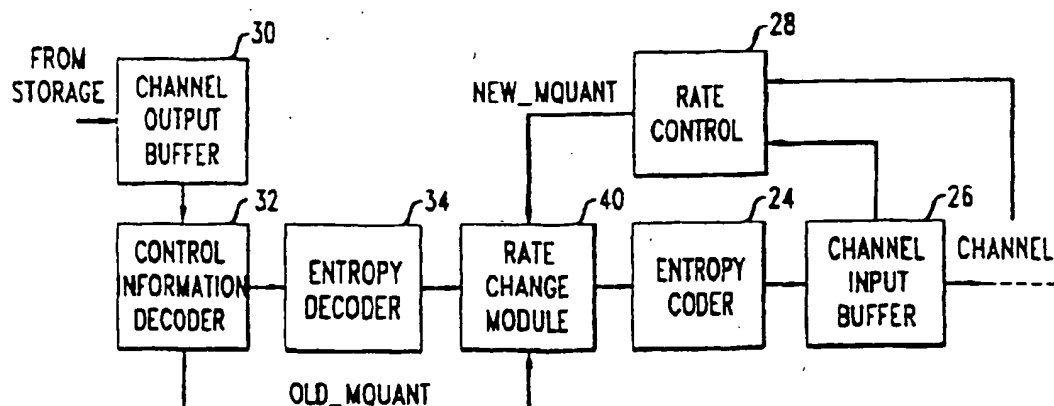 30
28
FROM
STORAGE
CHANNEL
OUTPUT
BUFFER
NEW_MQUANT
RATE
CONTROL
32
34
40
24
26
CONTROL
INFORMATION
DECODER
ENTROPY
DECODER
RATE
CHANGE
MODULE
ENTROPY
CODER
CHANNEL
INPUT
BUFFER
CHANNEL
OLD_MQUANT